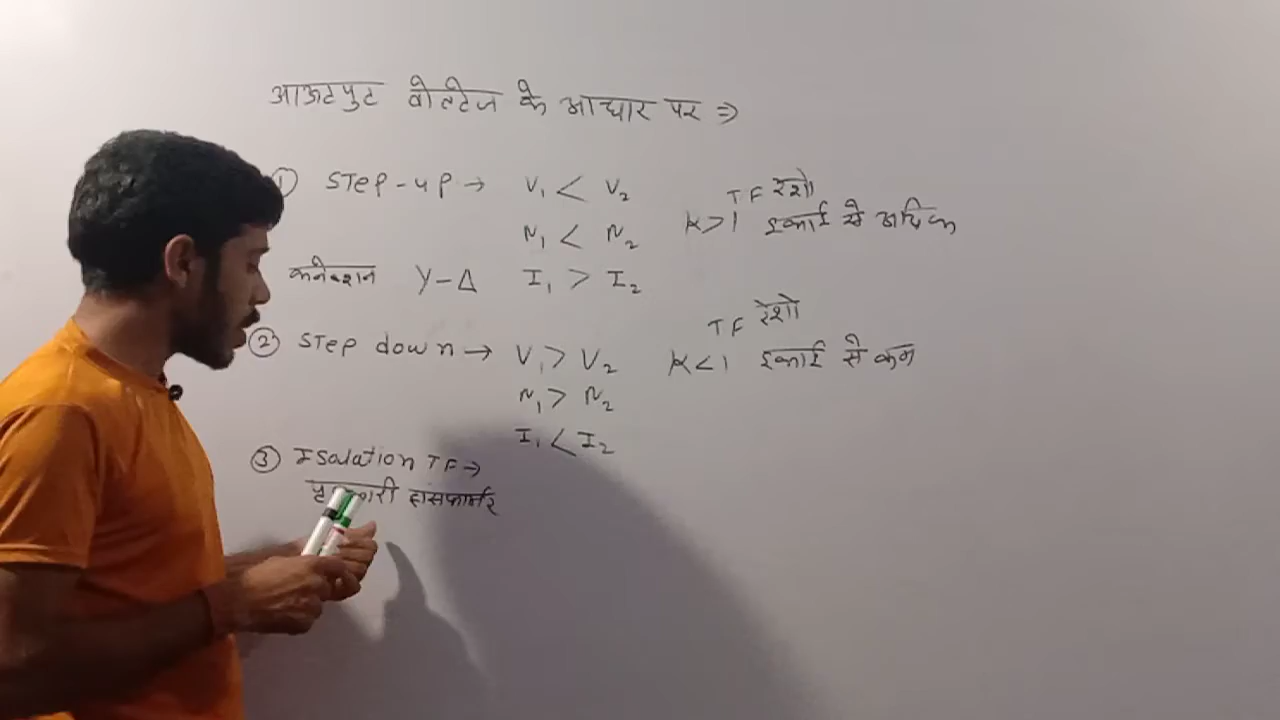 आऊटपुट वोल्टेज के आधार पर ⇒
① STEP-UP → V₁ < V₂
TF रेशो
N₁ < N₂ K>1 इकाई से अधिक
कनेक्शन Y-Δ I₁ > I₂
TF रेशो
② STEP down → V₁ > V₂ K<1 इकाई से कम
N₁ > N₂
I₁ < I₂
③ Isolation TF →
ट्रांसफार्मर